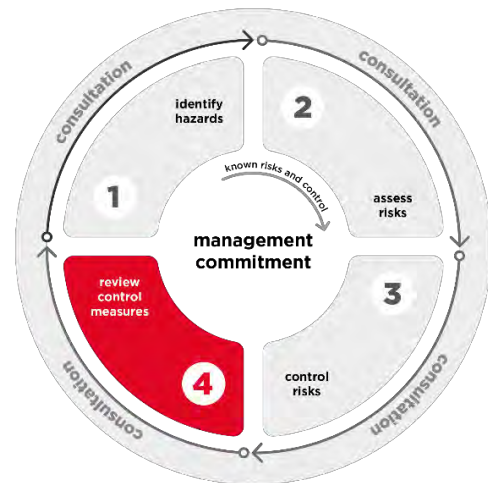 consultation
consultation
identify
hazards
1
2
assess
risks
known risks and control
management
commitment
review
control
measures
4
3
control
risks
consultation
consultation